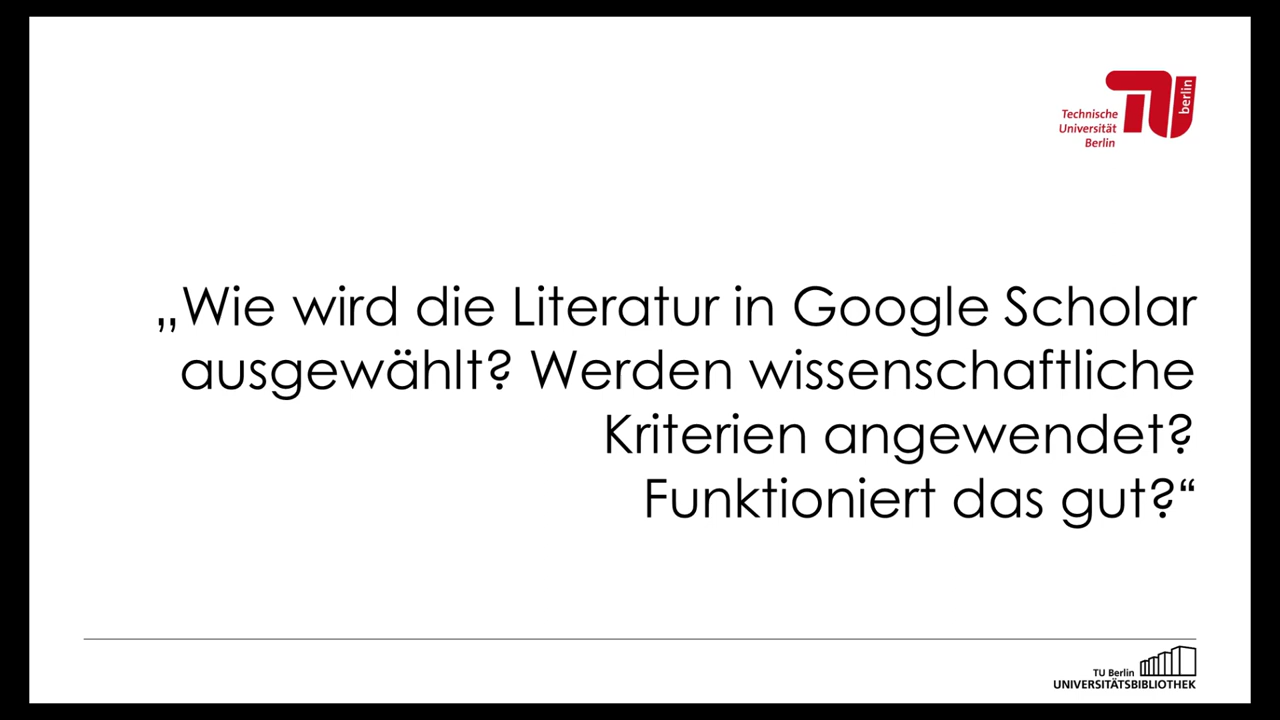 Technische
Universität
Berlin
berlin
„Wie wird die Literatur in Google Scholar
ausgewählt? Werden wissenschaftliche
Kriterien angewendet?
Funktioniert das gut?“
TU Berlin
UNIVERSITÄTSBIBLIOTHEK